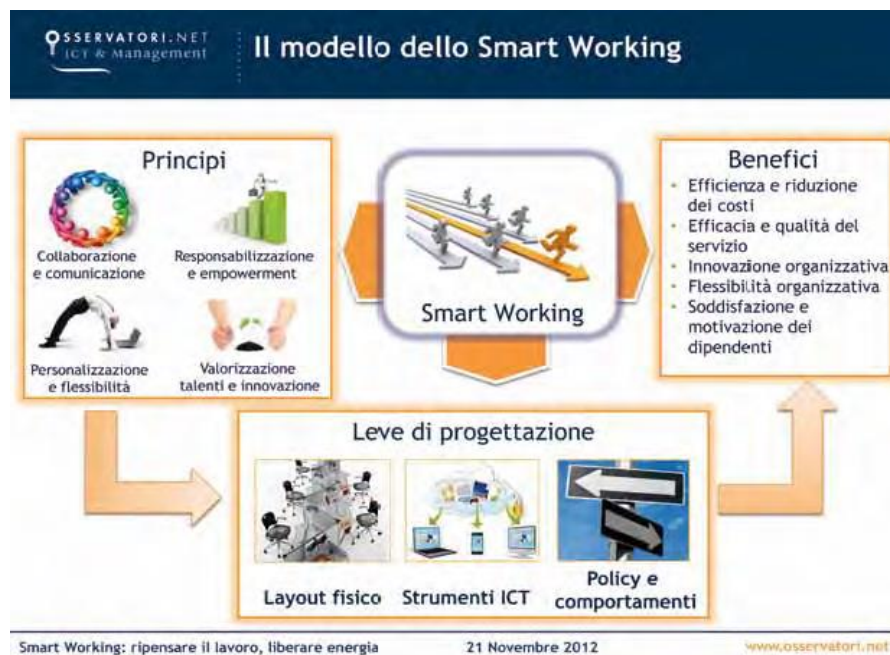 OSSERVATORI.NET
ICT & Management
Il modello dello Smart Working
Principi
Collaborazione
e comunicazione
Responsabilizzazione
e empowerment
Personalizzazione
e flessibilità
Valorizzazione
talenti e innovazione
Smart Working
Benefici
• Efficienza e riduzione
dei costi
• Efficacia e qualità del
servizio
• Innovazione organizzativa
• Flessibilità organizzativa
• Soddisfazione e
motivazione dei
dipendenti
Leve di progettazione
Layout fisico
Strumenti ICT
Policy e
comportamenti
Smart Working: ripensare il lavoro, liberare energia
21 Novembre 2012
www.osservatori.net